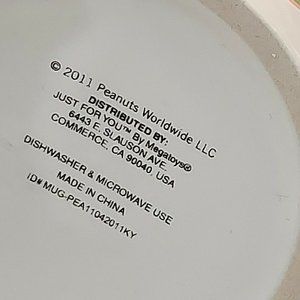 © 2011 Peanuts Worldwide LLC
DISTRIBUTED BY:
JUST FOR YOU™ By Megatoys®
6443 E. SLAUSON AVE.
COMMERCE, CA 90040, USA
DISHWASHER & MICROWAVE USE
MADE IN CHINA
ID# MUG-PEA11042011KY